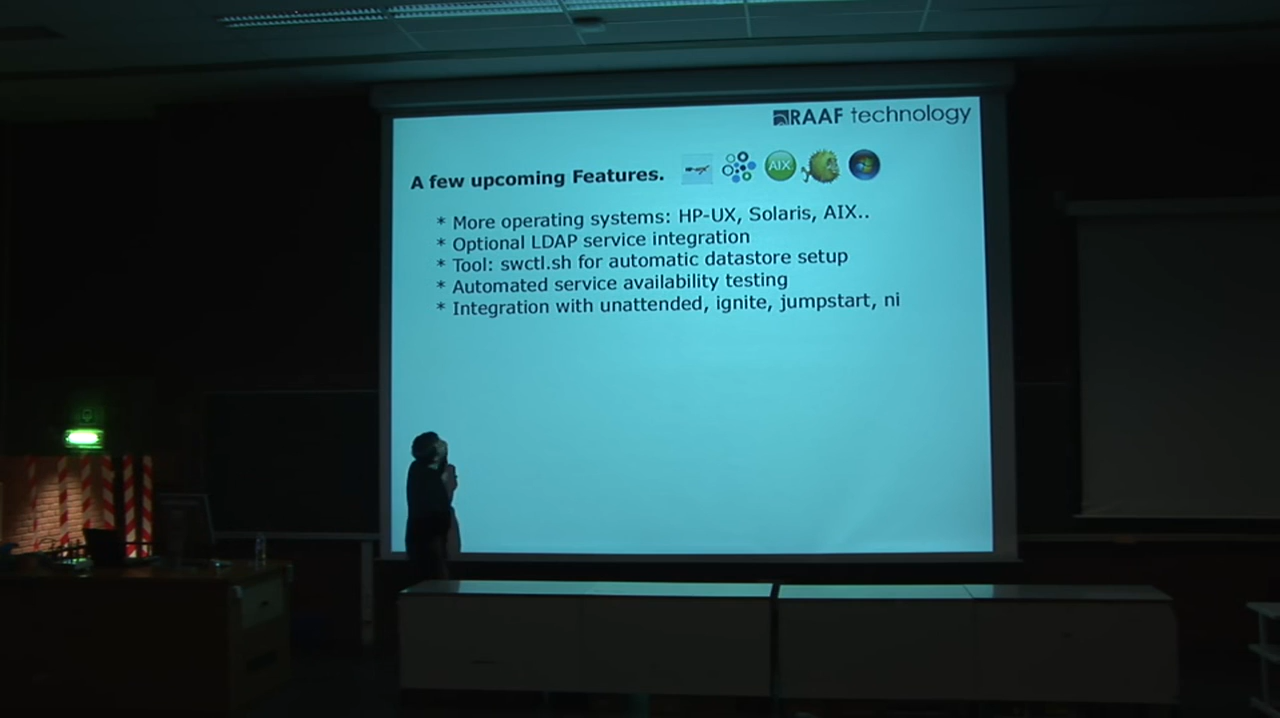 RAAF technology
A few upcoming Features.
AIX
* More operating systems: HP-UX, Solaris, AIX..
* Optional LDAP service integration
* Tool: swctl.sh for automatic datastore setup
* Automated service availability testing
* Integration with unattended, ignite, jumpstart, ni